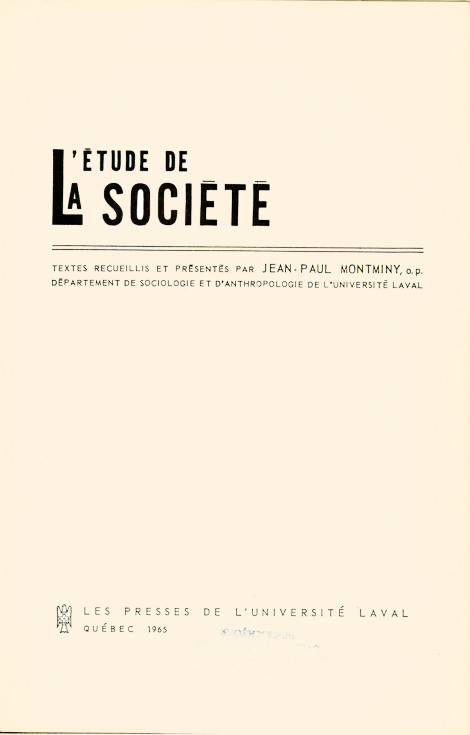 L'ÉTUDE DE
LA SOCIÉTÉ
TEXTES RECUEILLIS ET PRÉSENTÉS PAR JEAN-PAUL MONTMINY, o.p.
DÉPARTEMENT DE SOCIOLOGIE ET D'ANTHROPOLOGIE DE L'UNIVERSITÉ LAVAL
LES PRESSES DE L'UNIVERSITÉ LAVAL
QUÉBEC 1965